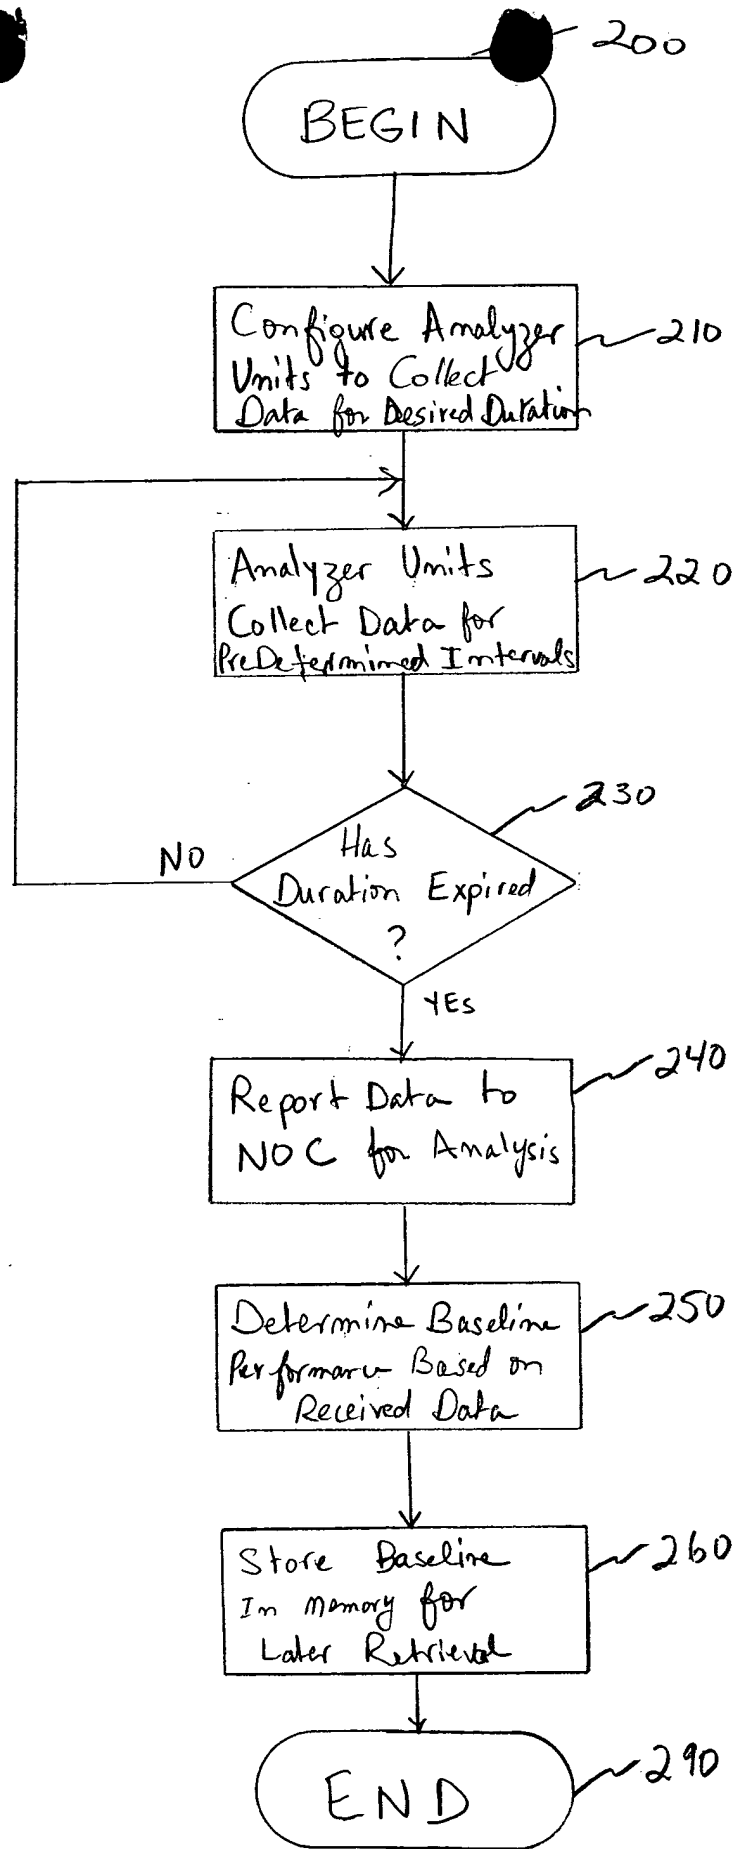 200
BEGIN
Configure Analyzer
210
Units to Collect
Data for Desired Duration
Analyzer Units
220
Collect Data for
PreDetermined Intervals
230
Has
NO
Duration Expired
?
YES
240
Report Data to
NOC for Analysis
250
Determine Baseline
Performance Based on
Received Data
260
Store Baseline
In Memory for
Later Retrieval
290
END